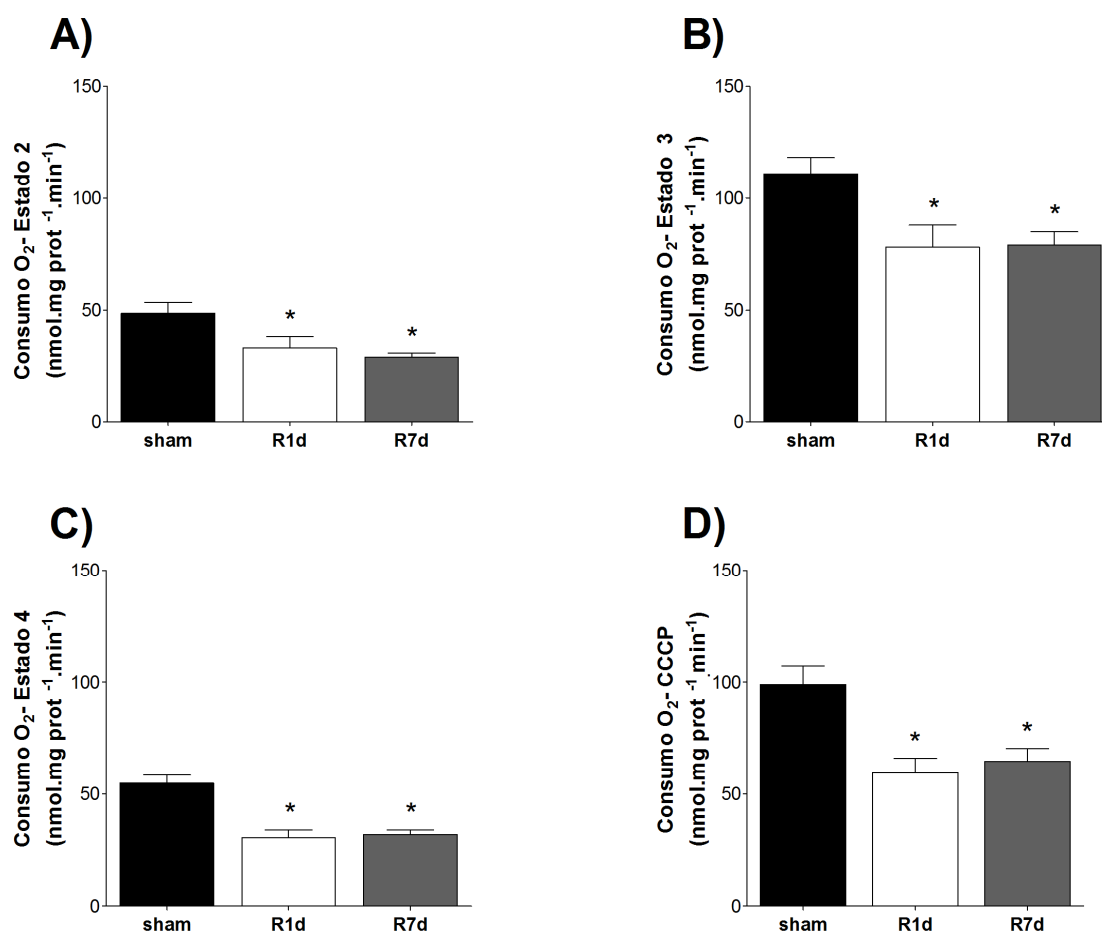 A)
Consumo O₂- Estado 2
(nmol.mg prot ⁻¹.min⁻¹)
150
100
50
0
*
*
sham R1d R7d
B)
Consumo O₂- Estado 3
(nmol.mg prot ⁻¹.min⁻¹)
150
100
50
0
*
*
sham R1d R7d
C)
Consumo O₂- Estado 4
(nmol.mg prot ⁻¹.min⁻¹)
150
100
50
0
*
*
sham R1d R7d
D)
Consumo O₂- CCCP
(nmol.mg prot ⁻¹.min⁻¹)
150
100
50
0
*
*
sham R1d R7d